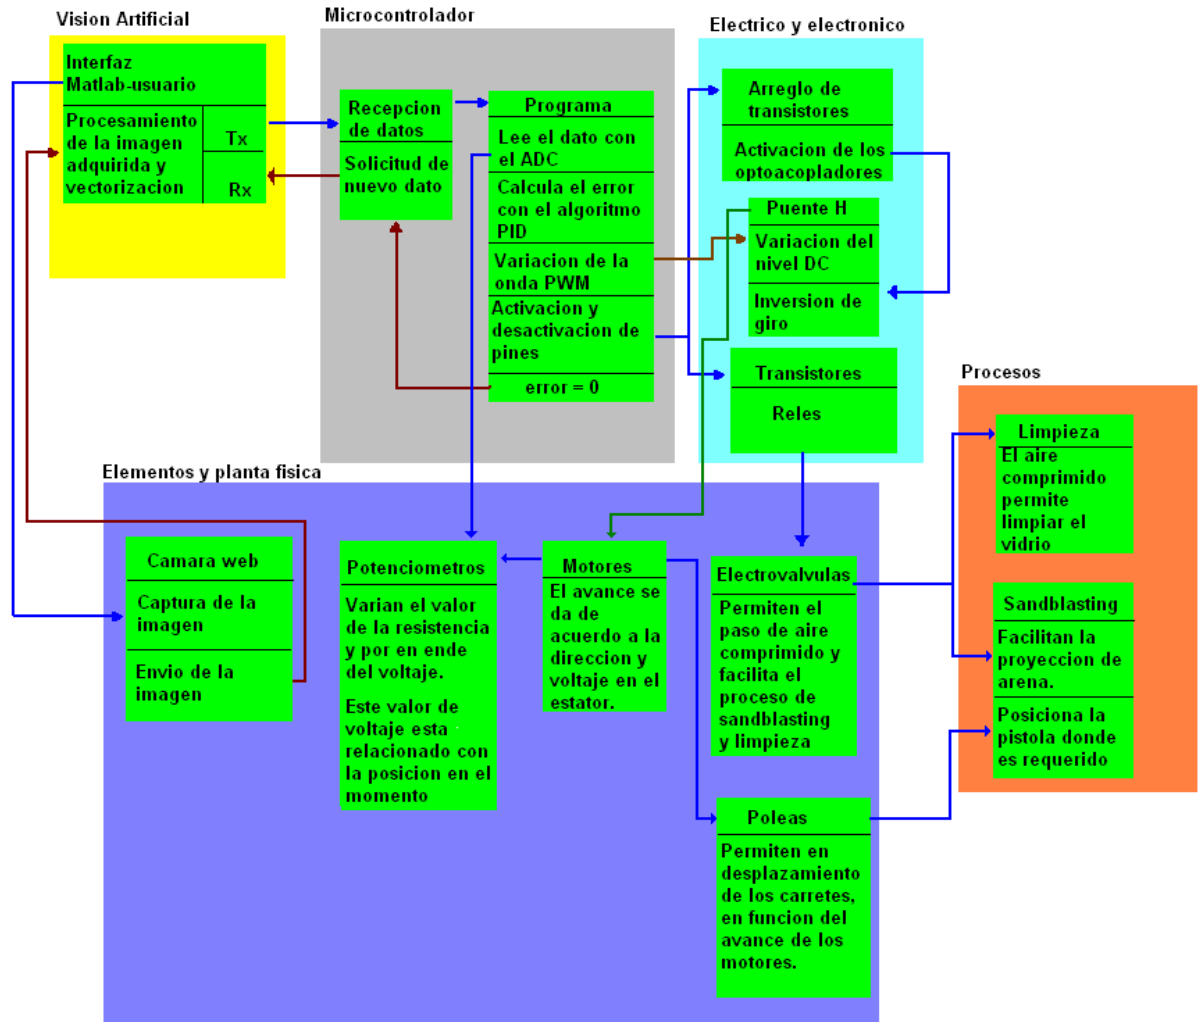 Vision Artificial
Interfaz
Matlab-usuario
Procesamiento
de la imagen
adquirida y
vectorizacion
Tx
Rx
Microcontrolador
Recepcion
de datos
Solicitud de
nuevo dato
Programa
Lee el dato con
el ADC
Calcula el error
con el algoritmo
PID
Variacion de la
onda PWM
Activacion y
desactivacion de
pines
error = 0
Electrico y electronico
Arreglo de
transistores
Activacion de los
optoacopladores
Puente H
Variacion del
nivel DC
Inversion de
giro
Transistores
Reles
Elementos y planta fisica
Camara web
Captura de la
imagen
Envio de la
imagen
Potenciometros
Varian el valor
de la resistencia
y por en ende
del voltaje.
Este valor de
voltaje esta
relacionado con
la posicion en el
momento
Motores
El avance se
da de
acuerdo a la
direccion y
voltaje en el
estator.
Electrovalvulas
Permiten el
paso de aire
comprimido y
facilita el
proceso de
sandblasting
y limpieza
Poleas
Permiten en
desplazamiento
de los carretes,
en funcion del
avance de los
motores.
Procesos
Limpieza
El aire
comprimido
permite
limpiar el
vidrio
Sandblasting
Facilitan la
proyeccion de
arena.
Posiciona la
pistola donde
es requerido